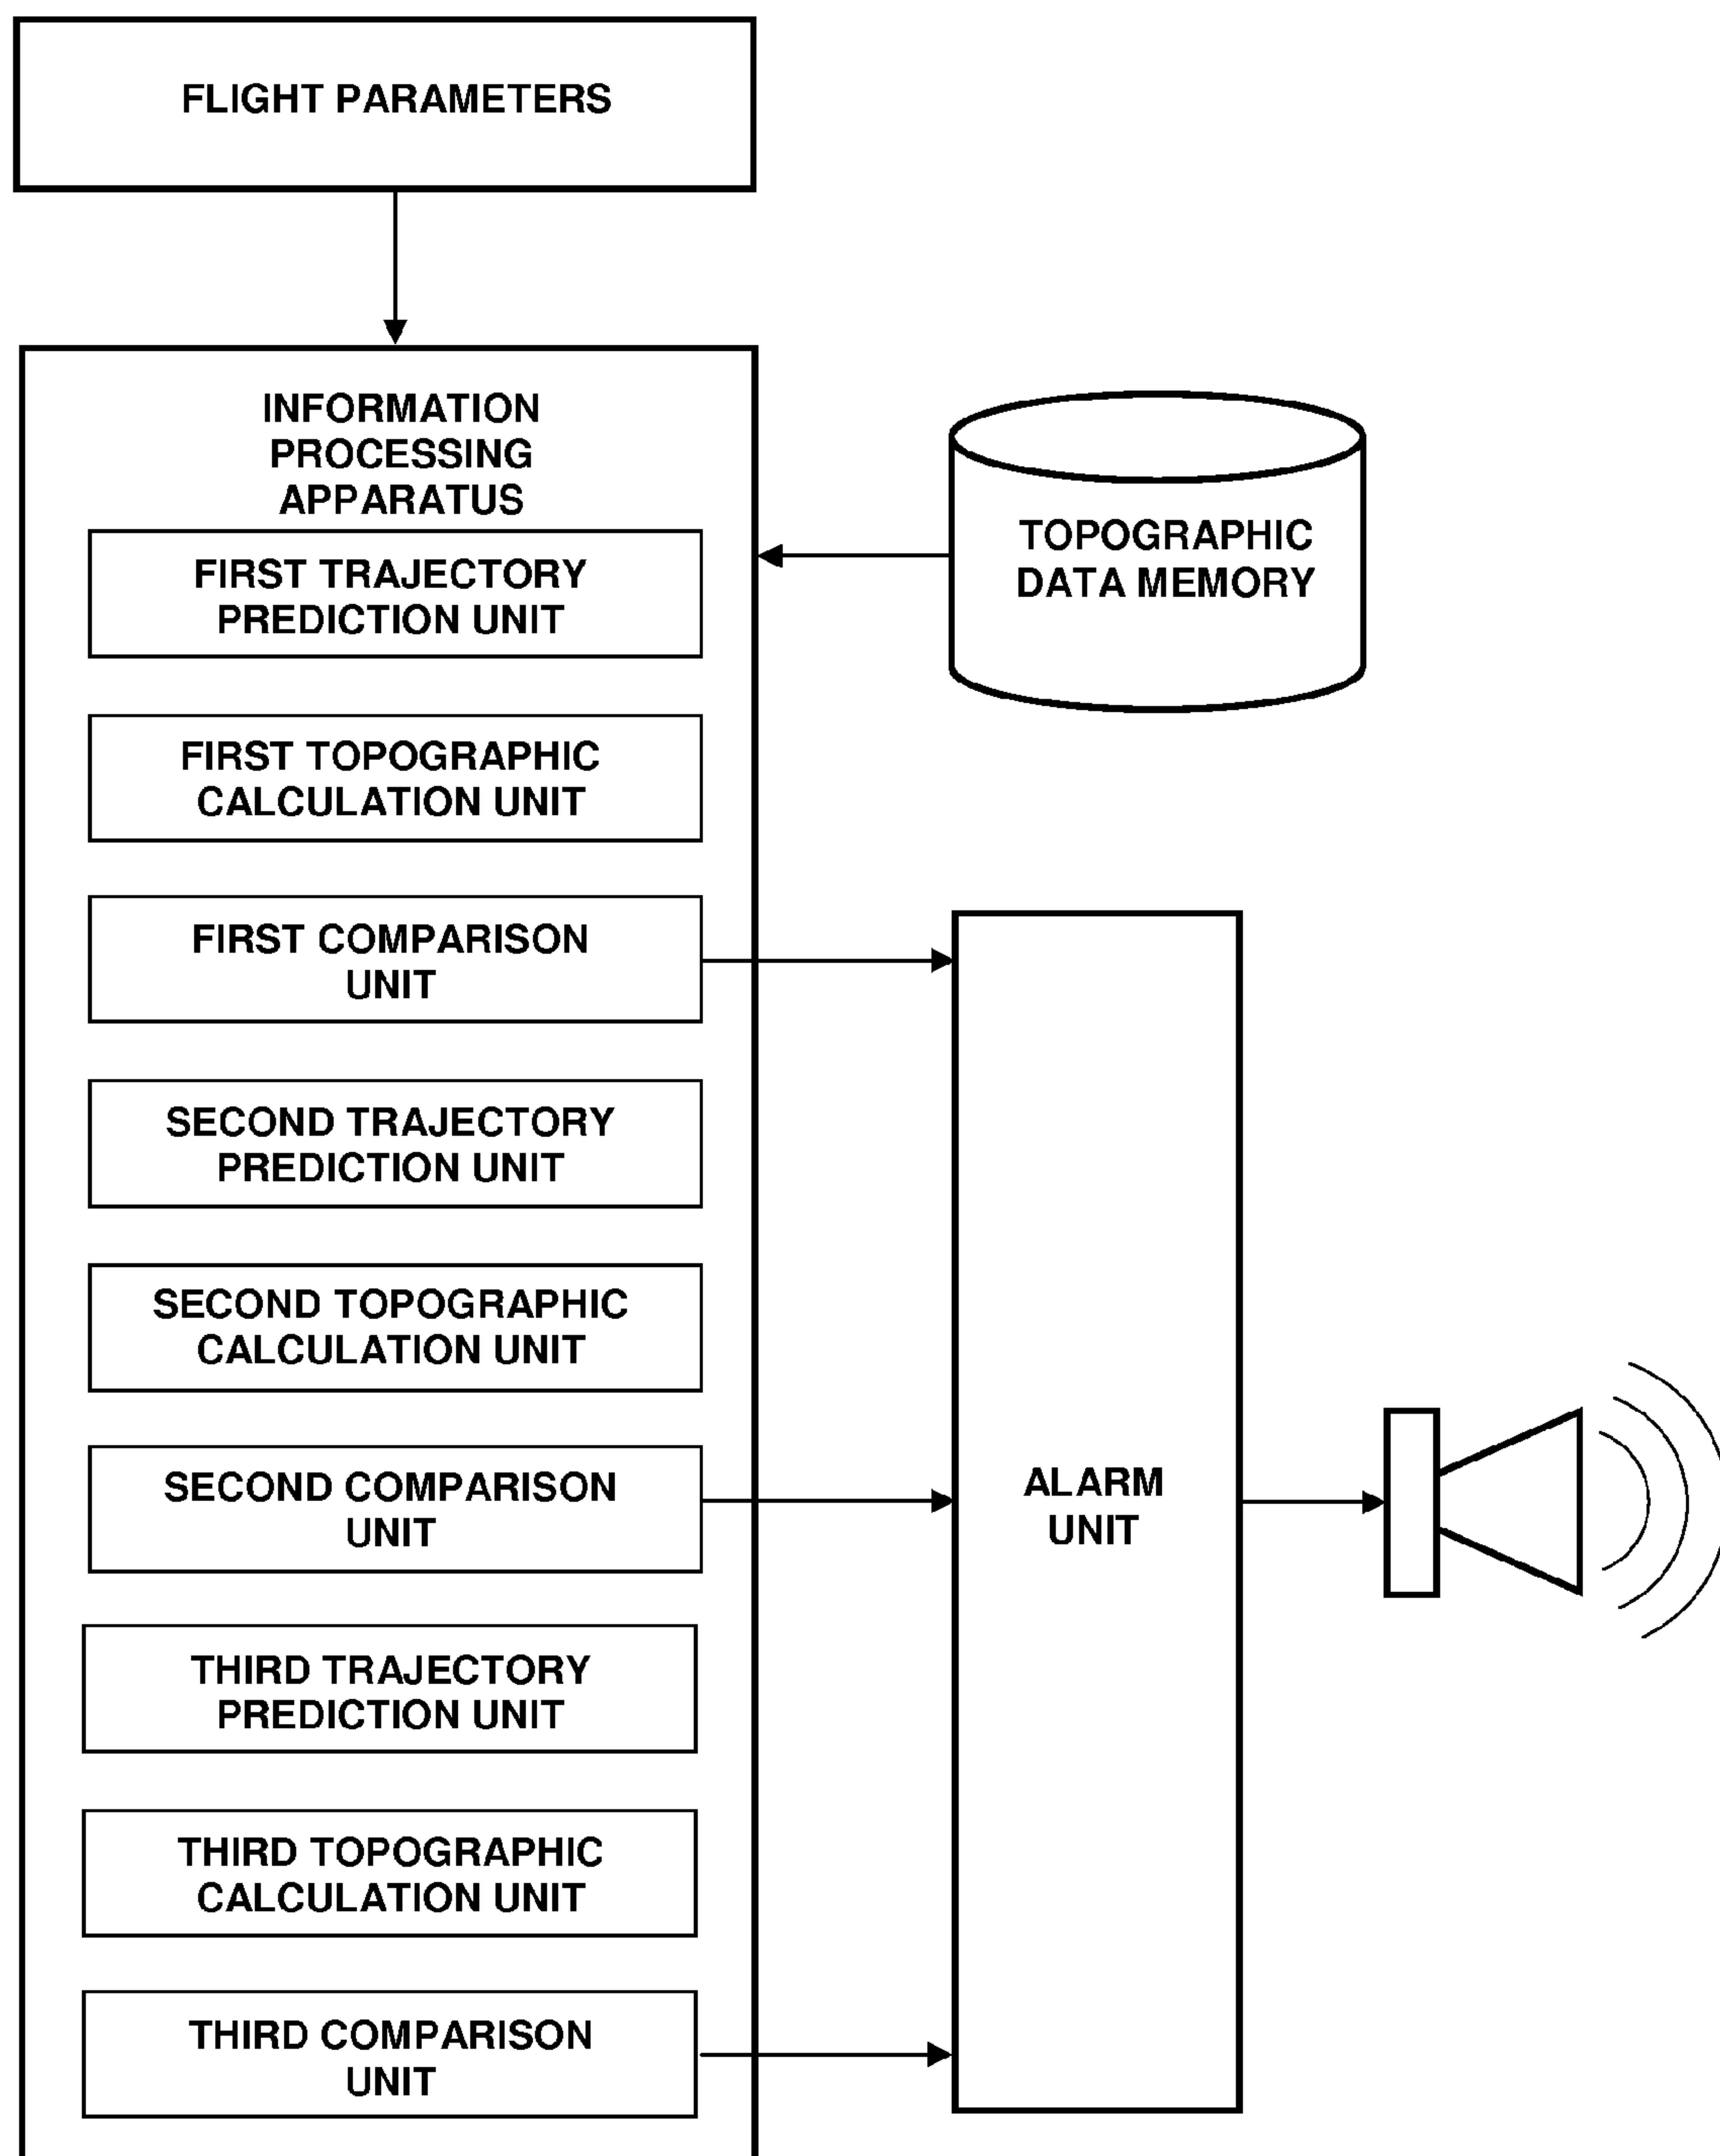 FLIGHT PARAMETERS
INFORMATION
PROCESSING
APPARATUS
FIRST TRAJECTORY
PREDICTION UNIT
TOPOGRAPHIC
DATA MEMORY
FIRST TOPOGRAPHIC
CALCULATION UNIT
FIRST COMPARISON
UNIT
SECOND TRAJECTORY
PREDICTION UNIT
SECOND TOPOGRAPHIC
CALCULATION UNIT
SECOND COMPARISON
UNIT
ALARM
UNIT
THIRD TRAJECTORY
PREDICTION UNIT
THIRD TOPOGRAPHIC
CALCULATION UNIT
THIRD COMPARISON
UNIT